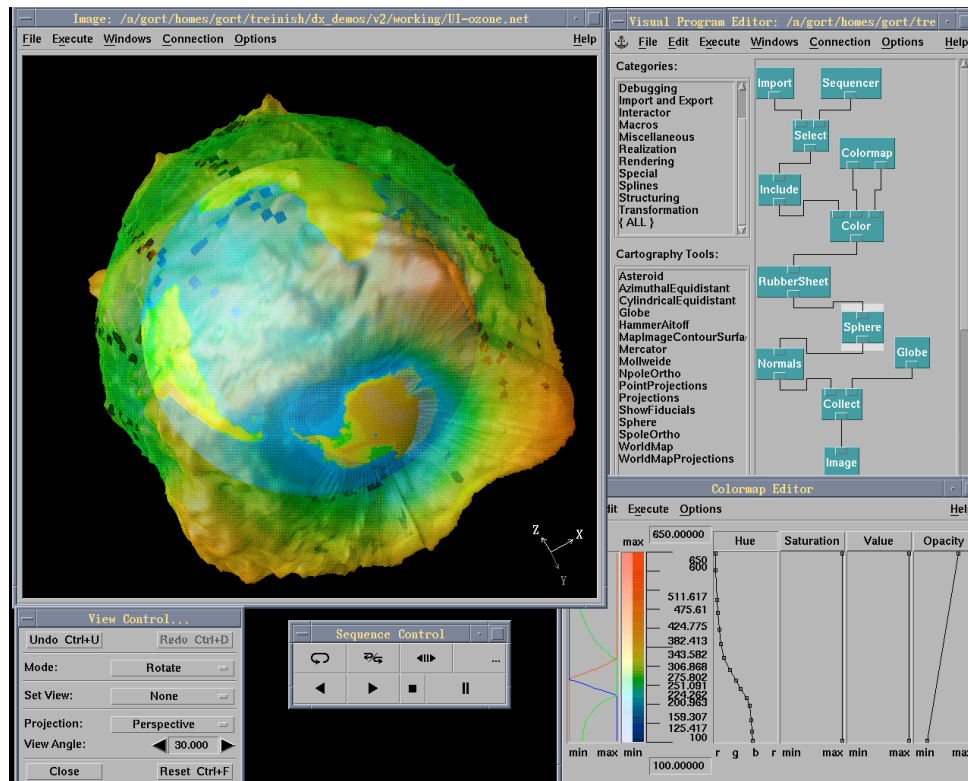 Image: /a/gort/homes/gort/treinish/dx_demos/v2/working/UI-ozone.net
File Execute Windows Connection Options Help
Z
X
Y
Visual Program Editor: /a/gort/homes/gort/tre
File Edit Execute Windows Connection Options Help
Categories:
Debugging
Import and Export
Interactor
Macros
Miscellaneous
Realization
Rendering
Special
Splines
Structuring
Transformation
{ ALL }
Cartography Tools:
Asteroid
AzimuthalEquidistant
CylindricalEquidistant
Globe
HammerAitoff
MapImageContourSurfa
Mercator
Mollweide
NpoleOrtho
PointProjections
Projections
ShowFiducials
Sphere
SpoleOrtho
WorldMap
WorldMapProjections
Import
Sequencer
Select
Colormap
Include
Color
RubberSheet
Sphere
Globe
Normals
Collect
Image
Colormap Editor
dit Execute Options Hel
max
650.00000
Hue
Saturation
Value
Opacity
650
600
511.617
475.61
424.775
382.413
343.582
306.868
275.802
251.091
224.262
200.963
159.307
125.417
100
min max min
r g b r min max min max min max
100.00000
View Control...
Undo Ctrl+U Redo Ctrl+D
Mode: Rotate
Set View: None
Projection: Perspective
View Angle: 30.000
Close Reset Ctrl+F
Sequence Control
...